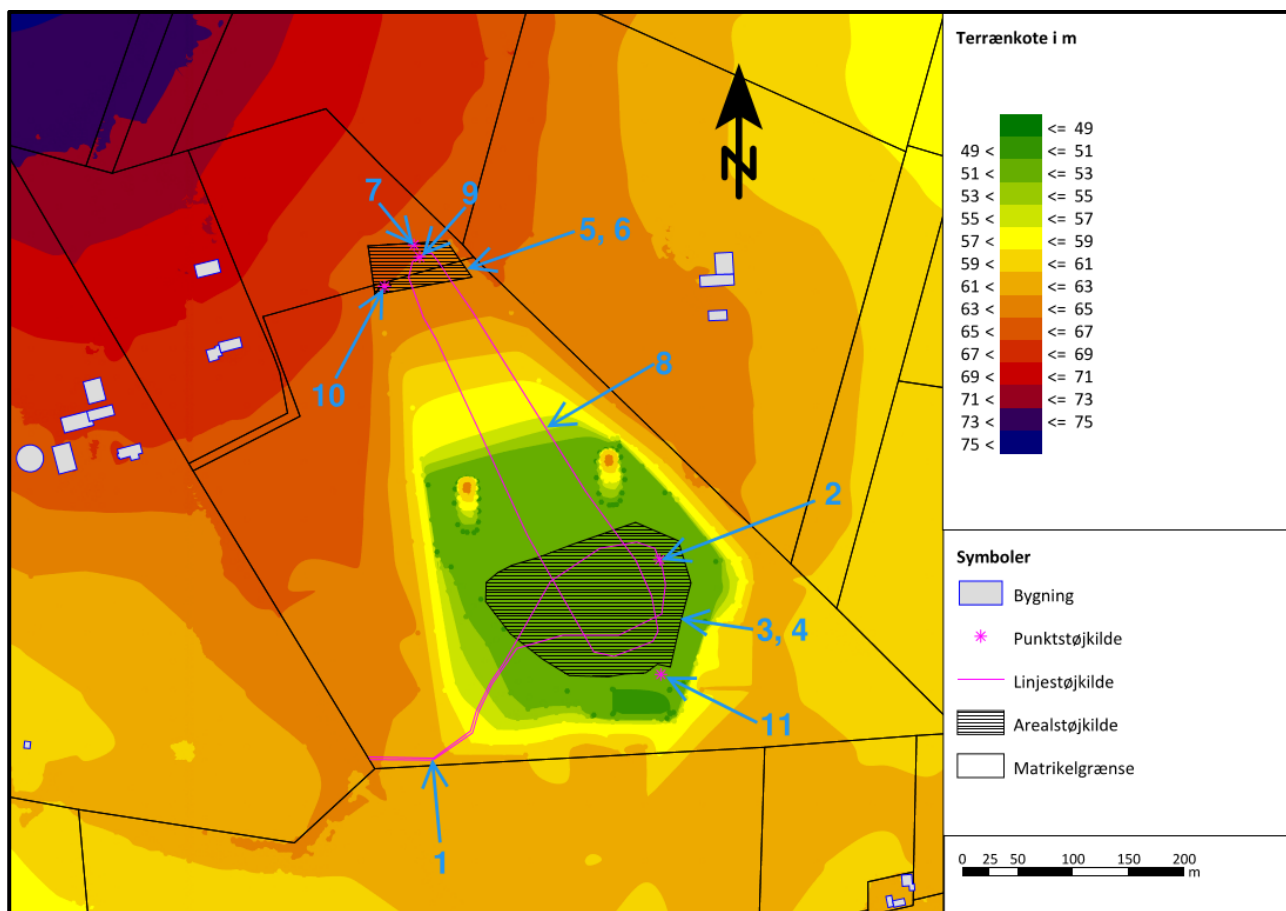 Terrænkote i m
<= 49
49 < <= 51
51 < <= 53
53 < <= 55
55 < <= 57
57 < <= 59
59 < <= 61
61 < <= 63
63 < <= 65
65 < <= 67
67 < <= 69
69 < <= 71
71 < <= 73
73 < <= 75
75 <
N
7
9
5, 6
10
8
2
3, 4
11
1
Symboler
Bygning
Punktstøjkilde
Linjestøjkilde
Arealstøjkilde
Matrikelgrænse
0 25 50 100 150 200
m